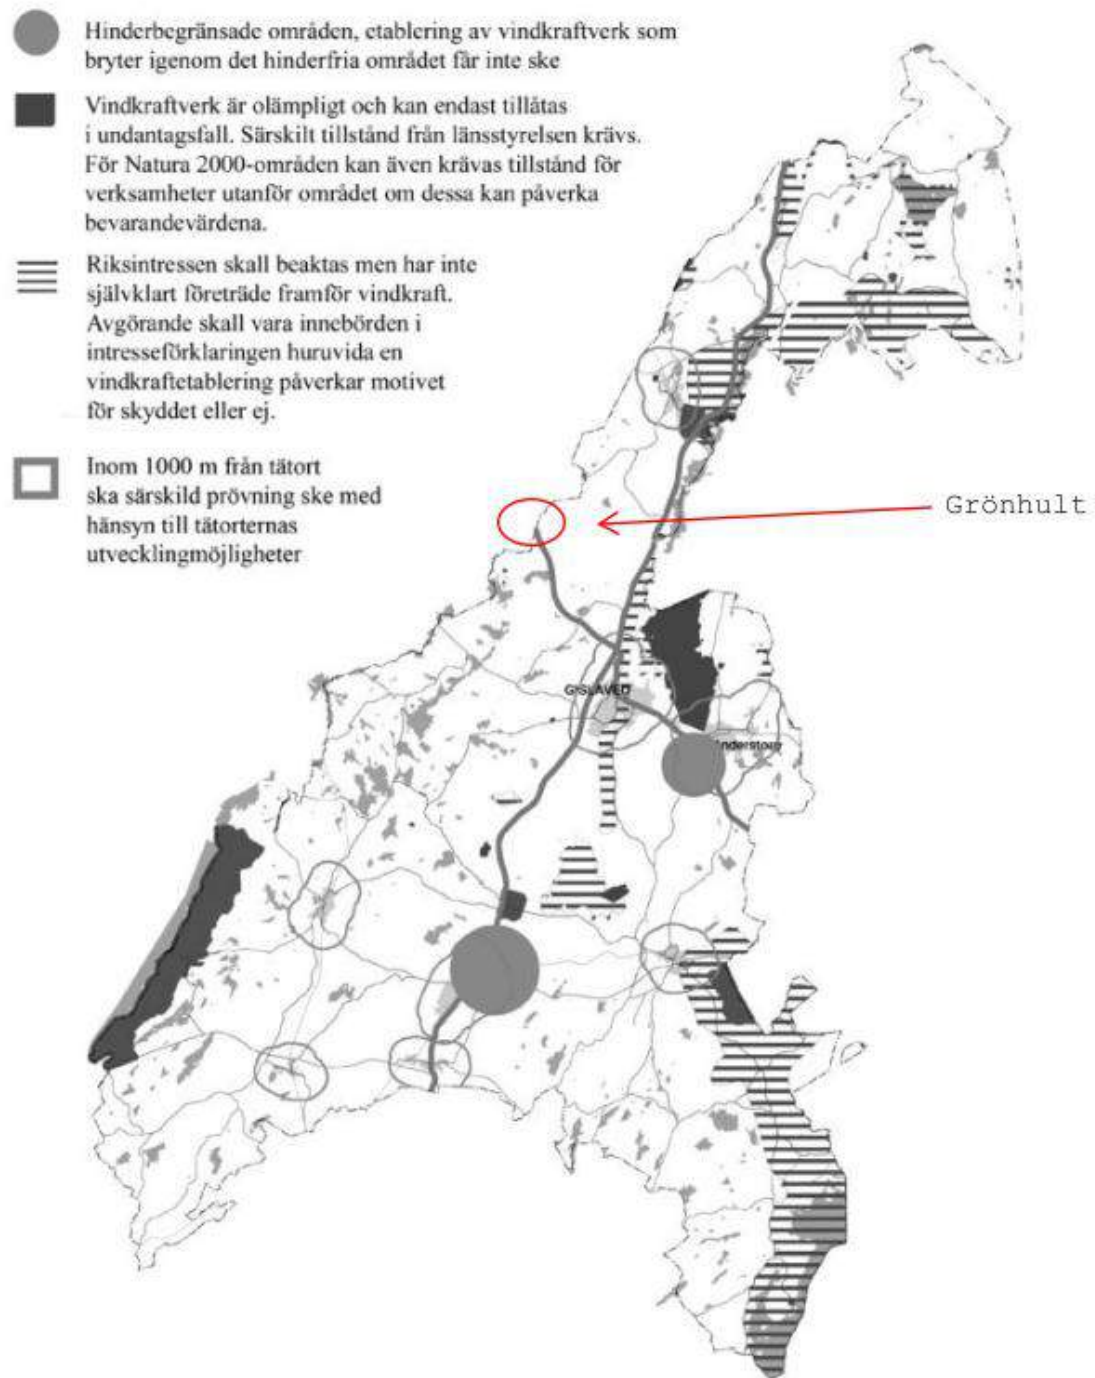 Hinderbegränsade områden, etablering av vindkraftverk som
bryter igenom det hinderfria området får inte ske
Vindkraftverk är olämpligt och kan endast tillåtas
i undantagsfall. Särskilt tillstånd från länsstyrelsen krävs.
För Natura 2000-områden kan även krävas tillstånd för
verksamheter utanför området om dessa kan påverka
bevarandevärdena.
Riksintressen skall beaktas men har inte
självklart företräde framför vindkraft.
Avgörande skall vara innebörden i
intresseförklaringen huruvida en
vindkraftetablering påverkar motivet
för skyddet eller ej.
Inom 1000 m från tätort
ska särskild prövning ske med
hänsyn till tätorternas
utvecklingmöjligheter
Grönhult
GISLAVED
nderstorp